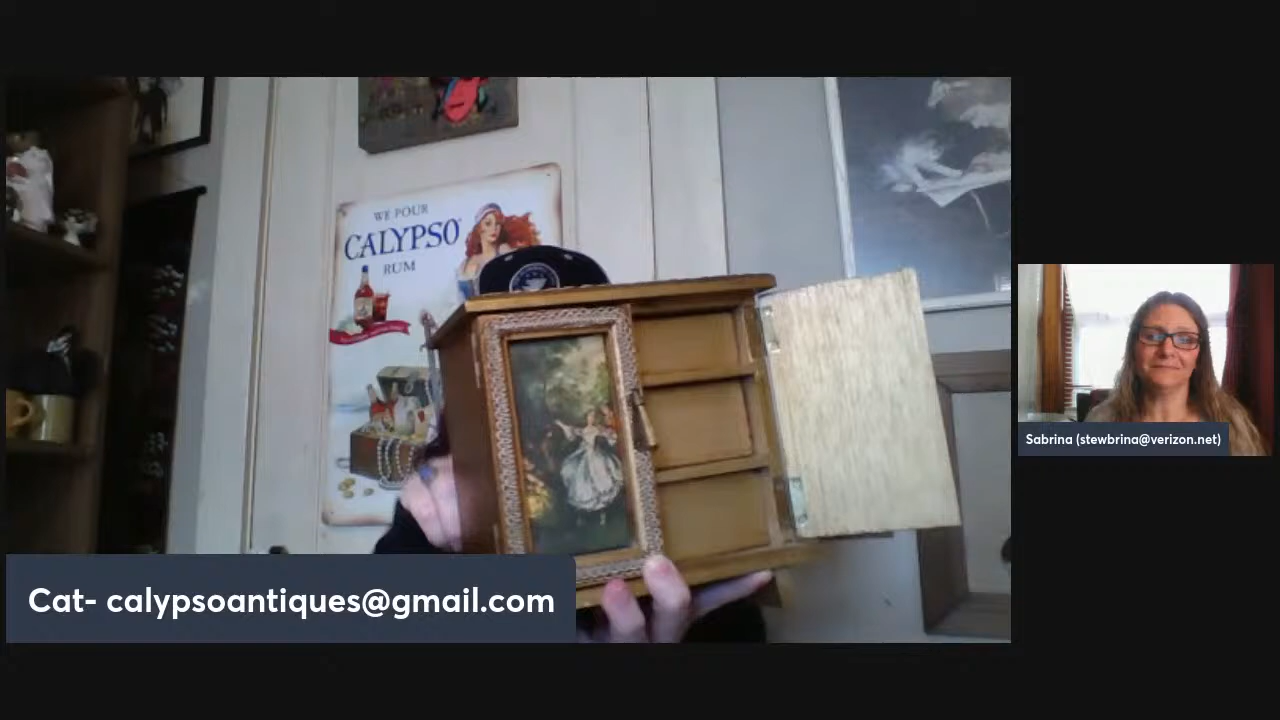 WE POUR
CALYPSO
RUM
Cat- calypsoantiques@gmail.com
Sabrina (stewbrina@verizon.net)